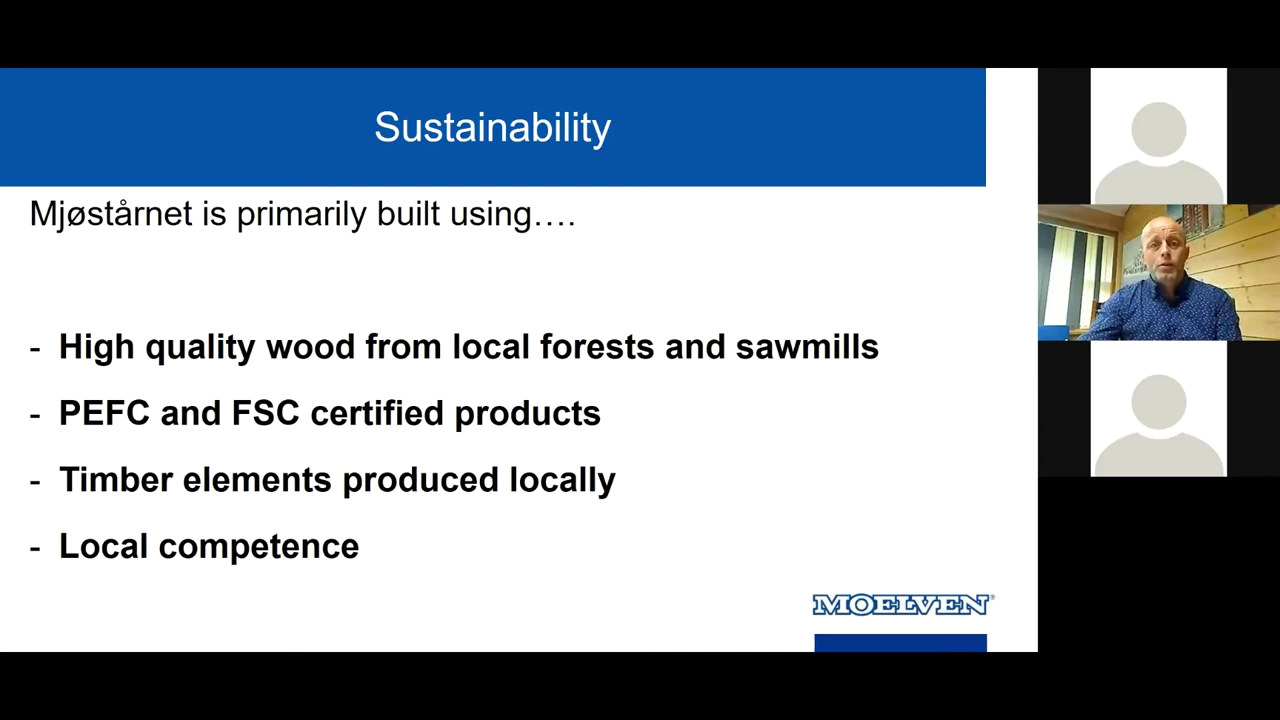 Sustainability
Mjøstårnet is primarily built using….
- High quality wood from local forests and sawmills
- PEFC and FSC certified products
- Timber elements produced locally
- Local competence
MOELVEN®